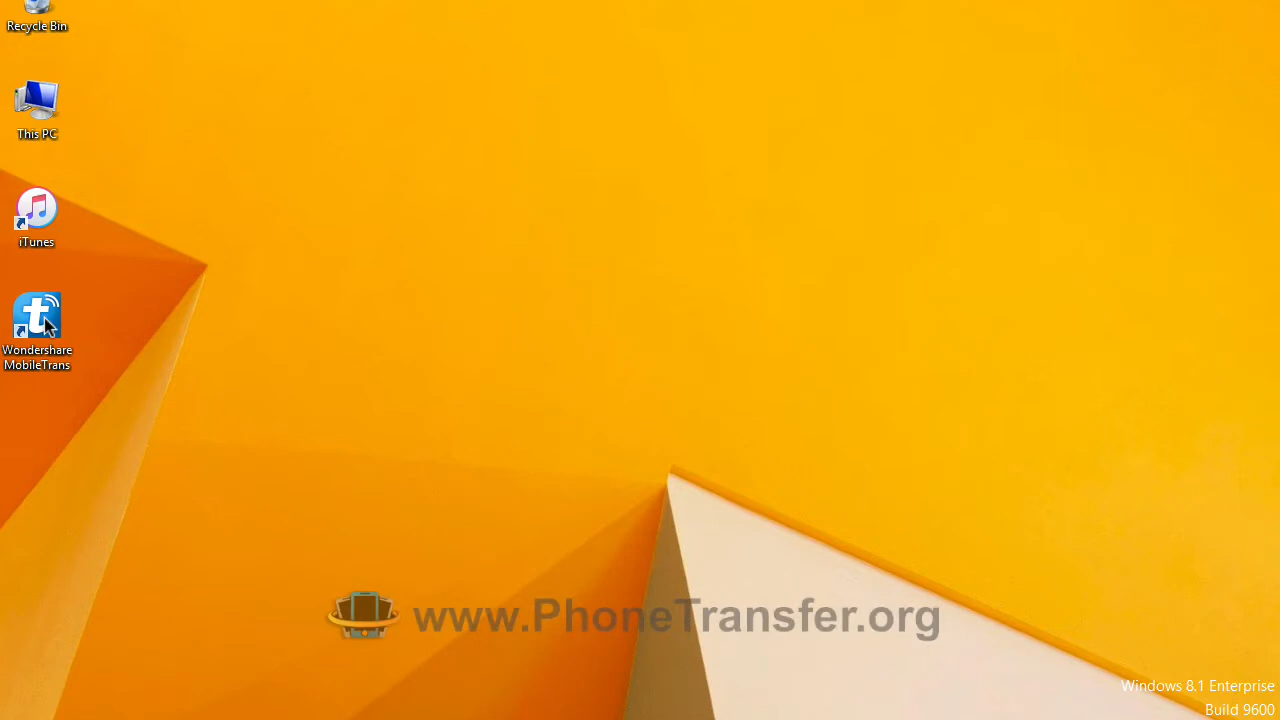 Recycle Bin
This PC
iTunes
t
Wondershare
MobileTrans
www.PhoneTransfer.org
Windows 8.1 Enterprise
Build 9600